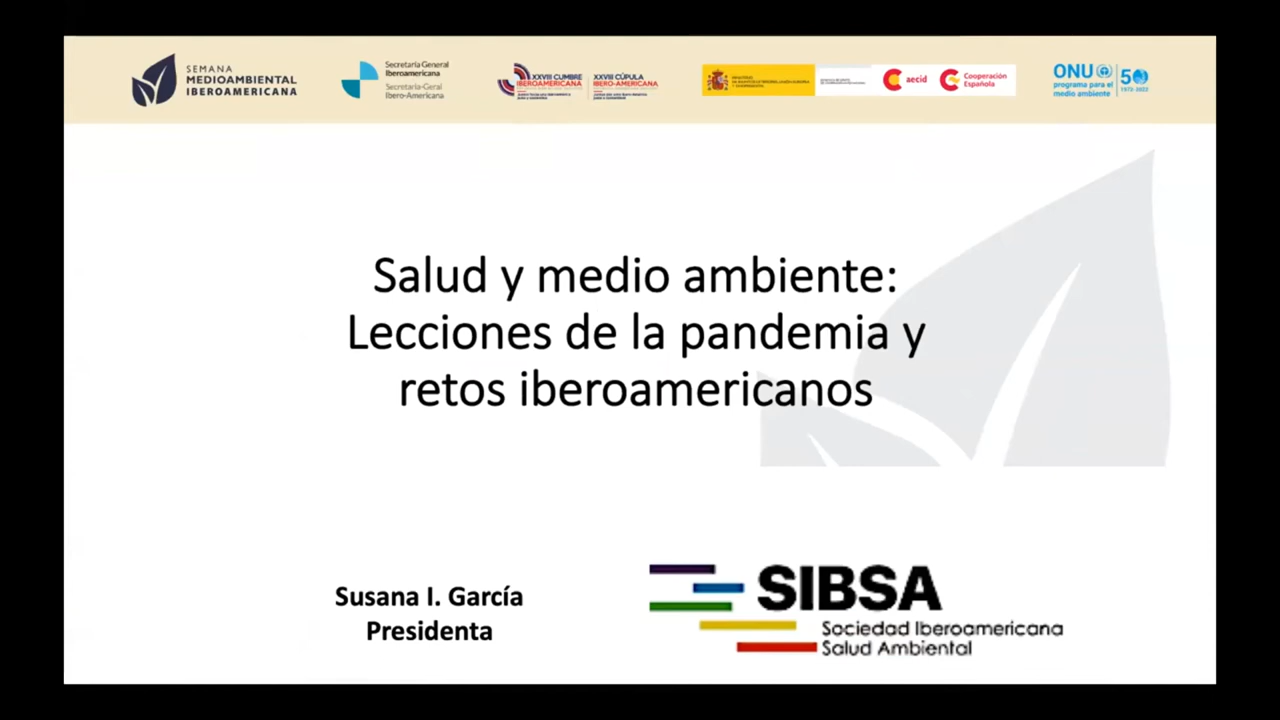 SEMANA
MEDIOAMBIENTAL
IBEROAMERICANA
Secretaría General
Iberoamericana
Secretaria-Geral
Ibero-Americana
XXVIII CUMBRE
IBEROAMERICANA
XXVIII CÚPULA
IBERO-AMERICANA
aecid
Cooperación
Española
ONU
programa para el
medio ambiente
50
1972-2022
Salud y medio ambiente:
Lecciones de la pandemia y
retos iberoamericanos
Susana I. García
Presidenta
SIBSA
Sociedad Iberoamericana
Salud Ambiental